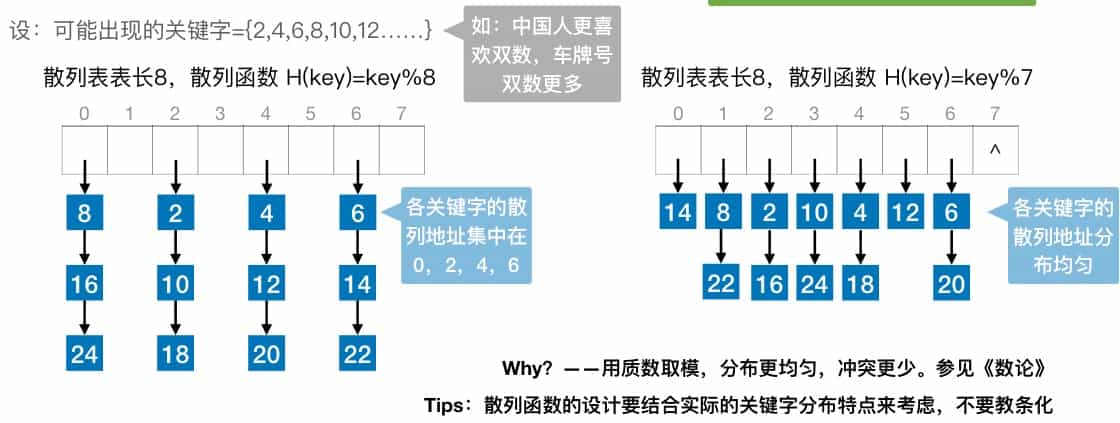 设：可能出现的关键字={2,4,6,8,10,12……}
如：中国人更喜
欢双数，车牌号
双数更多
散列表表长8，散列函数 H(key)=key%8
0 1 2 3 4 5 6 7
8 2 4 6
16 10 12 14
24 18 20 22
各关键字的散
列地址集中在
0，2，4，6
散列表表长8，散列函数 H(key)=key%7
0 1 2 3 4 5 6 7
^
14 8 2 10 4 12 6
22 16 24 18 20
各关键字的
散列地址分
布均匀
Why？——用质数取模，分布更均匀，冲突更少。参见《数论》
Tips：散列函数的设计要结合实际的关键字分布特点来考虑，不要教条化